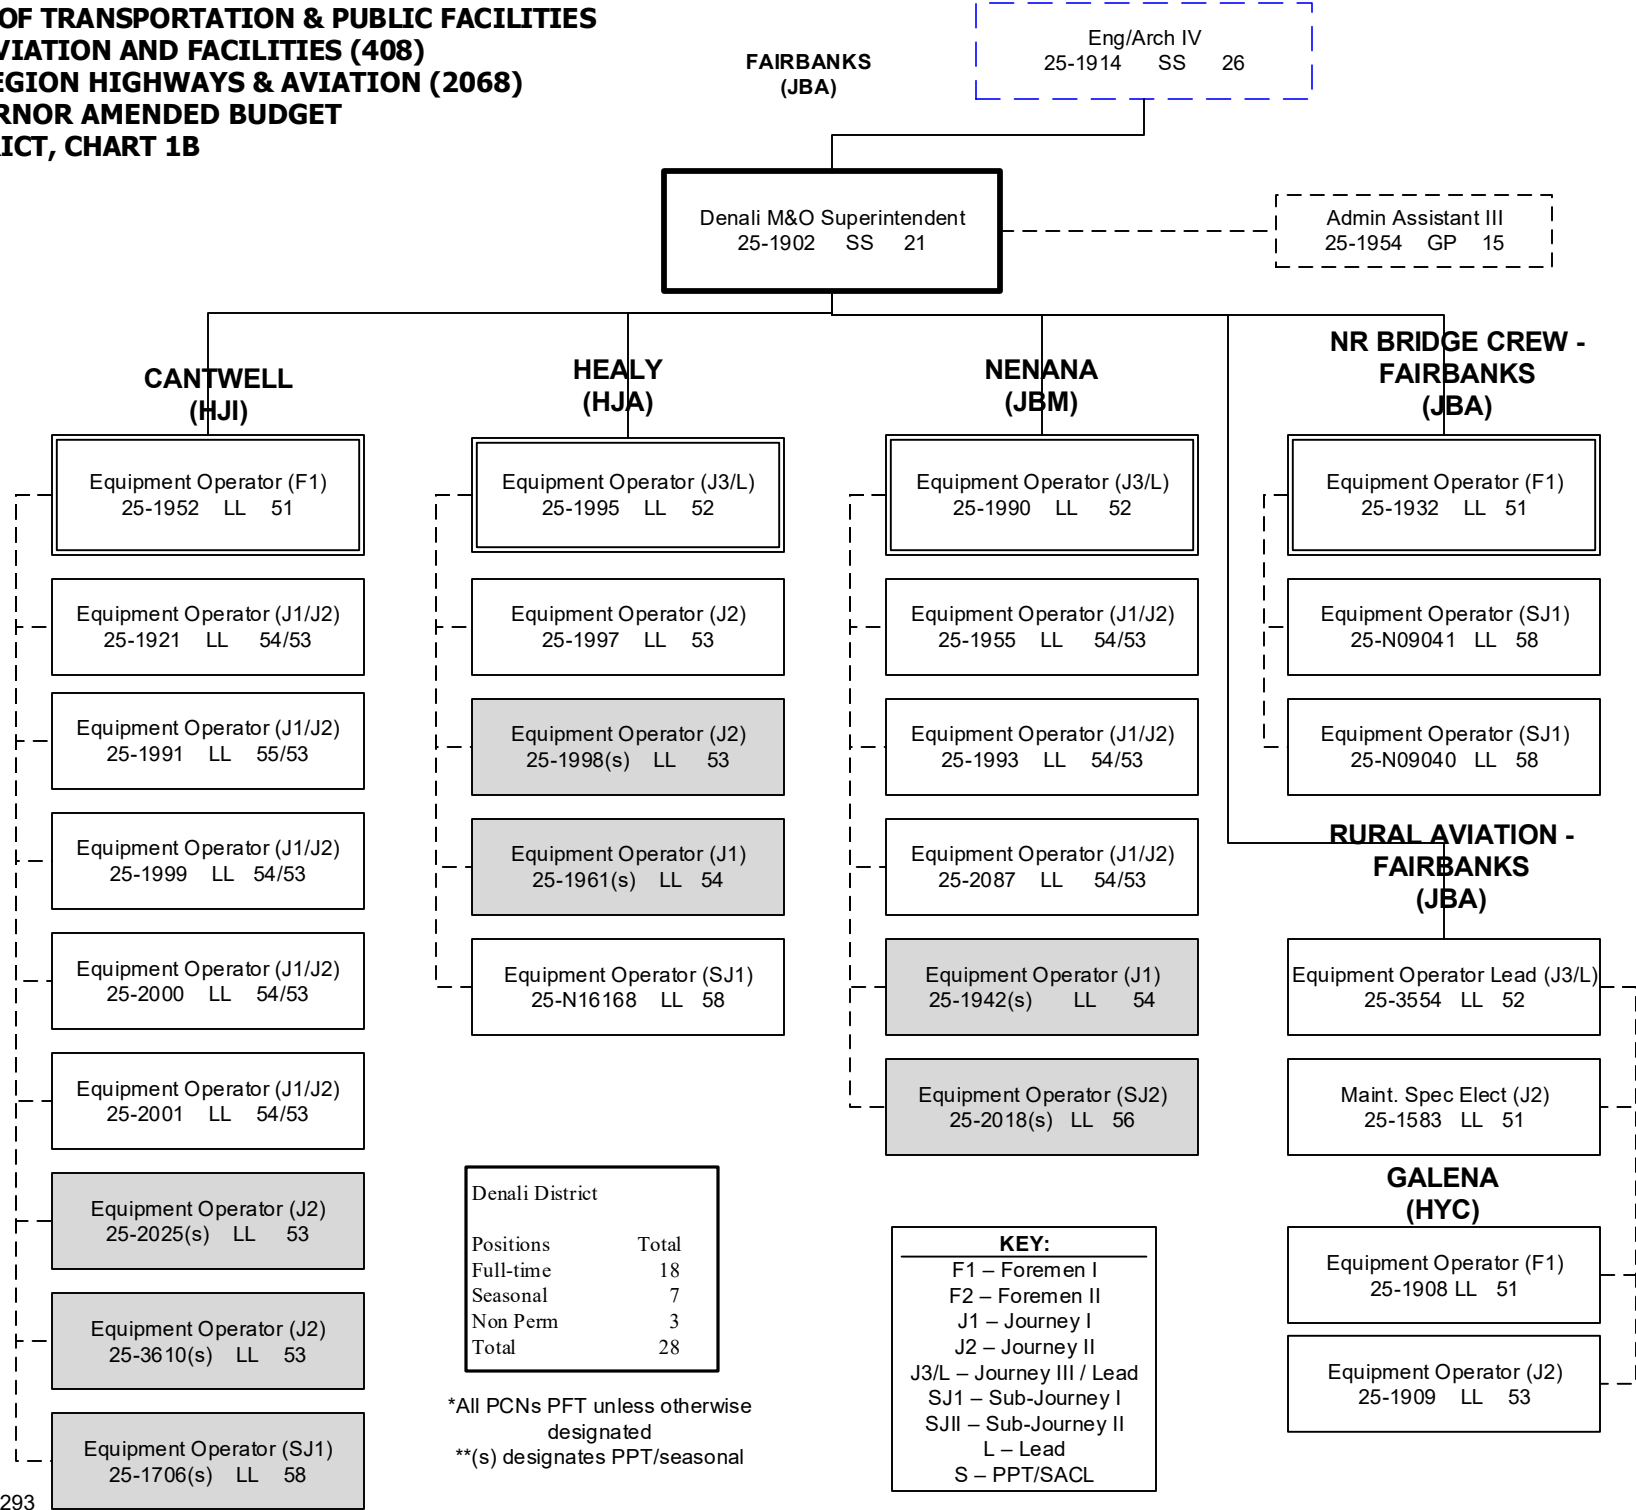 OF TRANSPORTATION & PUBLIC FACILITIES
VIATION AND FACILITIES (408)
EGION HIGHWAYS & AVIATION (2068)
RNOR AMENDED BUDGET
RICT, CHART 1B
FAIRBANKS
(JBA)
Eng/Arch IV
25-1914 SS 26
Denali M&O Superintendent
25-1902 SS 21
Admin Assistant III
25-1954 GP 15
CANTWELL
(HJI)
Equipment Operator (F1)
25-1952 LL 51
Equipment Operator (J1/J2)
25-1921 LL 54/53
Equipment Operator (J1/J2)
25-1991 LL 55/53
Equipment Operator (J1/J2)
25-1999 LL 54/53
Equipment Operator (J1/J2)
25-2000 LL 54/53
Equipment Operator (J1/J2)
25-2001 LL 54/53
Equipment Operator (J2)
25-2025(s) LL 53
Equipment Operator (J2)
25-3610(s) LL 53
Equipment Operator (SJ1)
25-1706(s) LL 58
HEALY
(HJA)
Equipment Operator (J3/L)
25-1995 LL 52
Equipment Operator (J2)
25-1997 LL 53
Equipment Operator (J2)
25-1998(s) LL 53
Equipment Operator (J1)
25-1961(s) LL 54
Equipment Operator (SJ1)
25-N16168 LL 58
Denali District
Positions Total
Full-time 18
Seasonal 7
Non Perm 3
Total 28
*All PCNs PFT unless otherwise
designated
**(s) designates PPT/seasonal
NENANA
(JBM)
Equipment Operator (J3/L)
25-1990 LL 52
Equipment Operator (J1/J2)
25-1955 LL 54/53
Equipment Operator (J1/J2)
25-1993 LL 54/53
Equipment Operator (J1/J2)
25-2087 LL 54/53
Equipment Operator (J1)
25-1942(s) LL 54
Equipment Operator (SJ2)
25-2018(s) LL 56
KEY:
F1 – Foremen I
F2 – Foremen II
J1 – Journey I
J2 – Journey II
J3/L – Journey III / Lead
SJ1 – Sub-Journey I
SJII – Sub-Journey II
L – Lead
S – PPT/SACL
NR BRIDGE CREW -
FAIRBANKS
(JBA)
Equipment Operator (F1)
25-1932 LL 51
Equipment Operator (SJ1)
25-N09041 LL 58
Equipment Operator (SJ1)
25-N09040 LL 58
RURAL AVIATION -
FAIRBANKS
(JBA)
Equipment Operator Lead (J3/L)
25-3554 LL 52
Maint. Spec Elect (J2)
25-1583 LL 51
GALENA
(HYC)
Equipment Operator (F1)
25-1908 LL 51
Equipment Operator (J2)
25-1909 LL 53
293